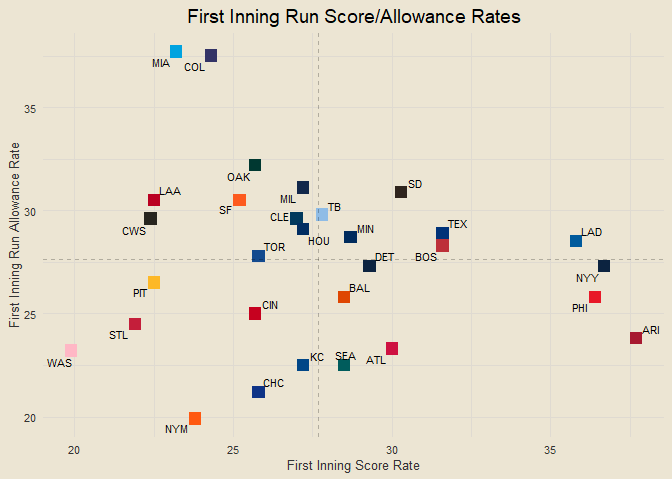 First Inning Run Score/Allowance Rates
MIA
COL
35
OAK
LAA
MIL
SD
SF
TB
30
CLE
CWS
HOU
MIN
TEX
LAD
TOR
DET
BOS
NYY
PIT
BAL
PHI
CIN
25
STL
ARI
WAS
KC
SEA
ATL
CHC
NYM
20
First Inning Run Allowance Rate
20
25
30
35
First Inning Score Rate